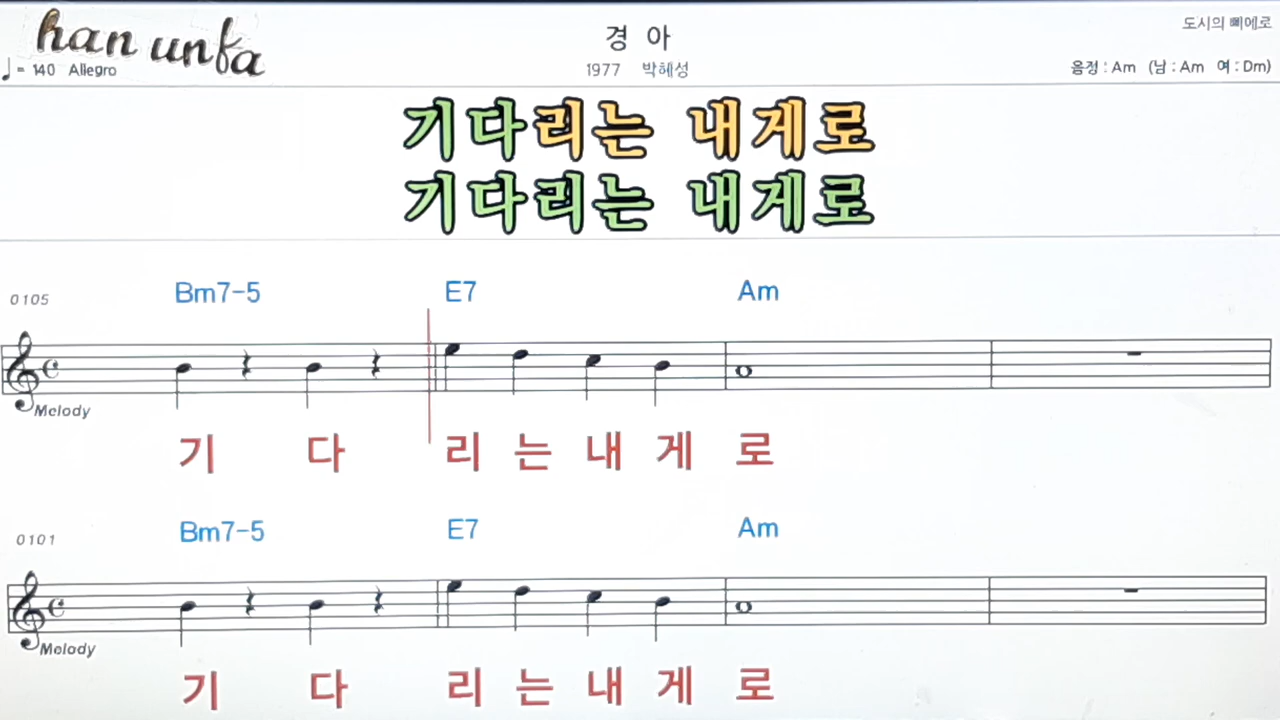 han unfa
경 아
도시의 삐에로
♩= 140 Allegro
1977 박혜성
음정 : Am (남 : Am 여 : Dm)
기다리는 내게로
기다리는 내게로
0105
Bm7-5 E7 Am
Melody
기 다 리 는 내 게 로
0101
Bm7-5 E7 Am
Melody
기 다 리 는 내 게 로